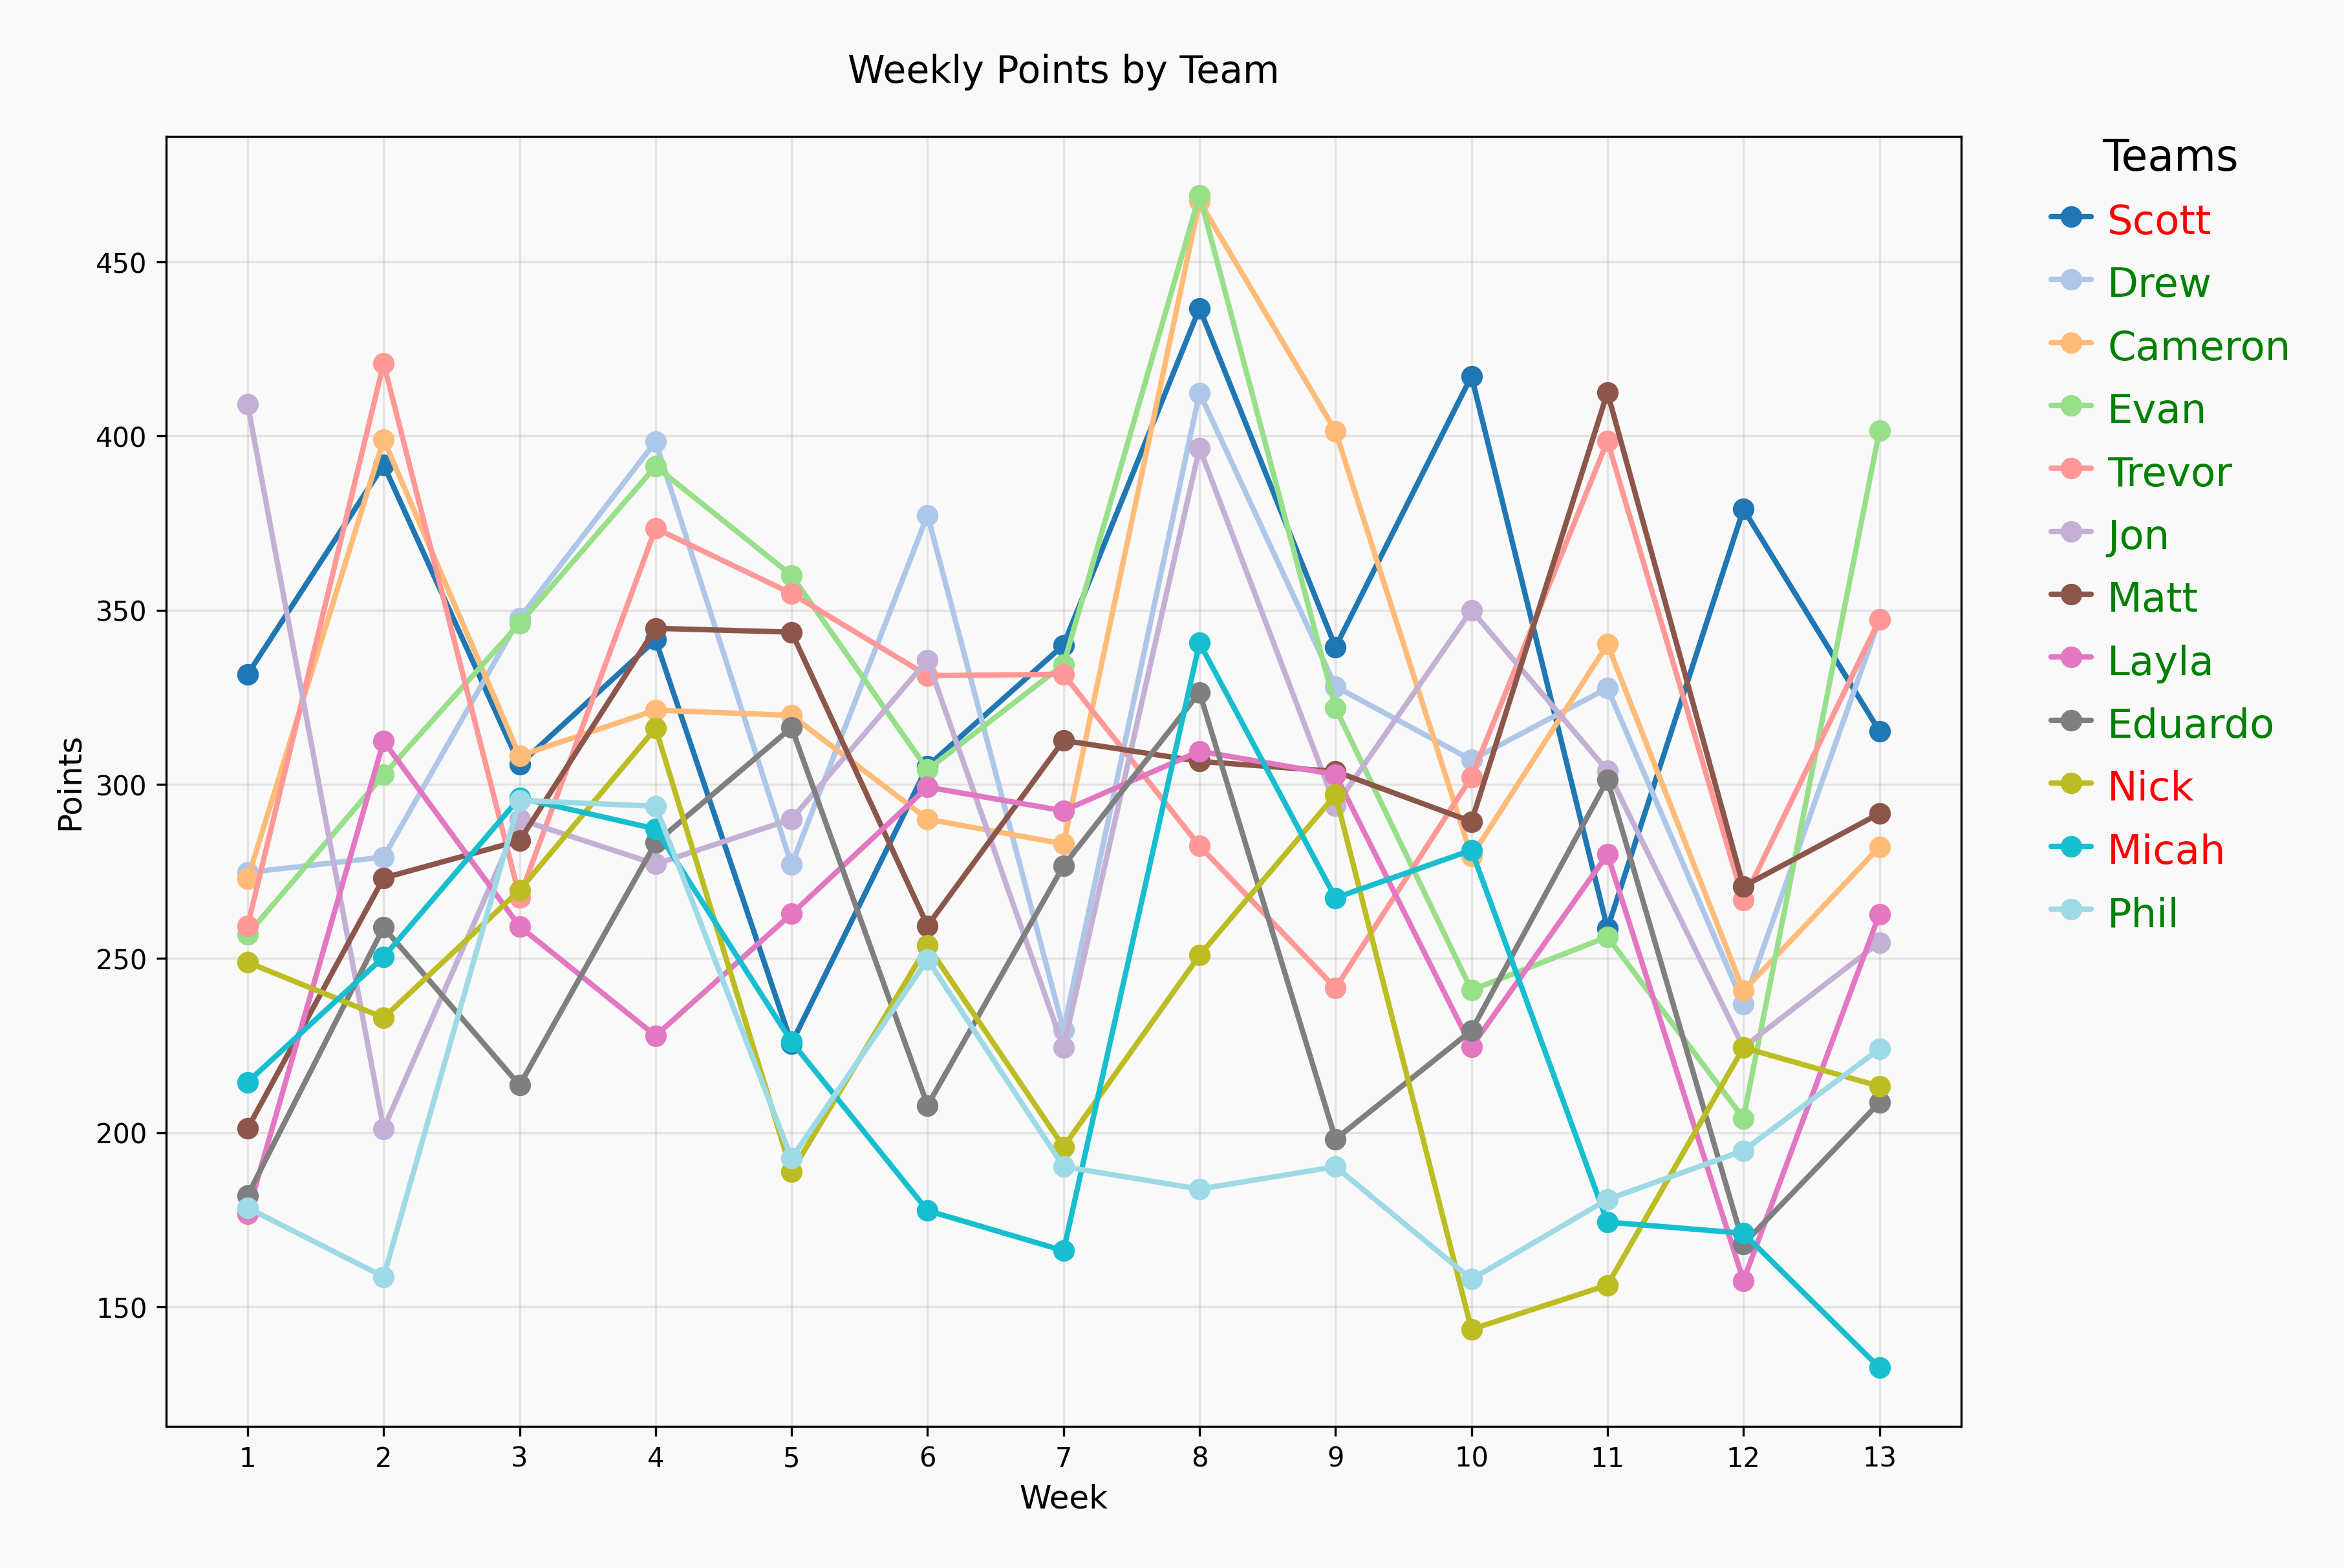 Weekly Points by Team
Teams
Scott
Drew
Cameron
Evan
Trevor
Jon
Matt
Layla
Eduardo
Nick
Micah
Phil
Points
450
400
350
300
250
200
150
1 2 3 4 5 6 7 8 9 10 11 12 13
Week